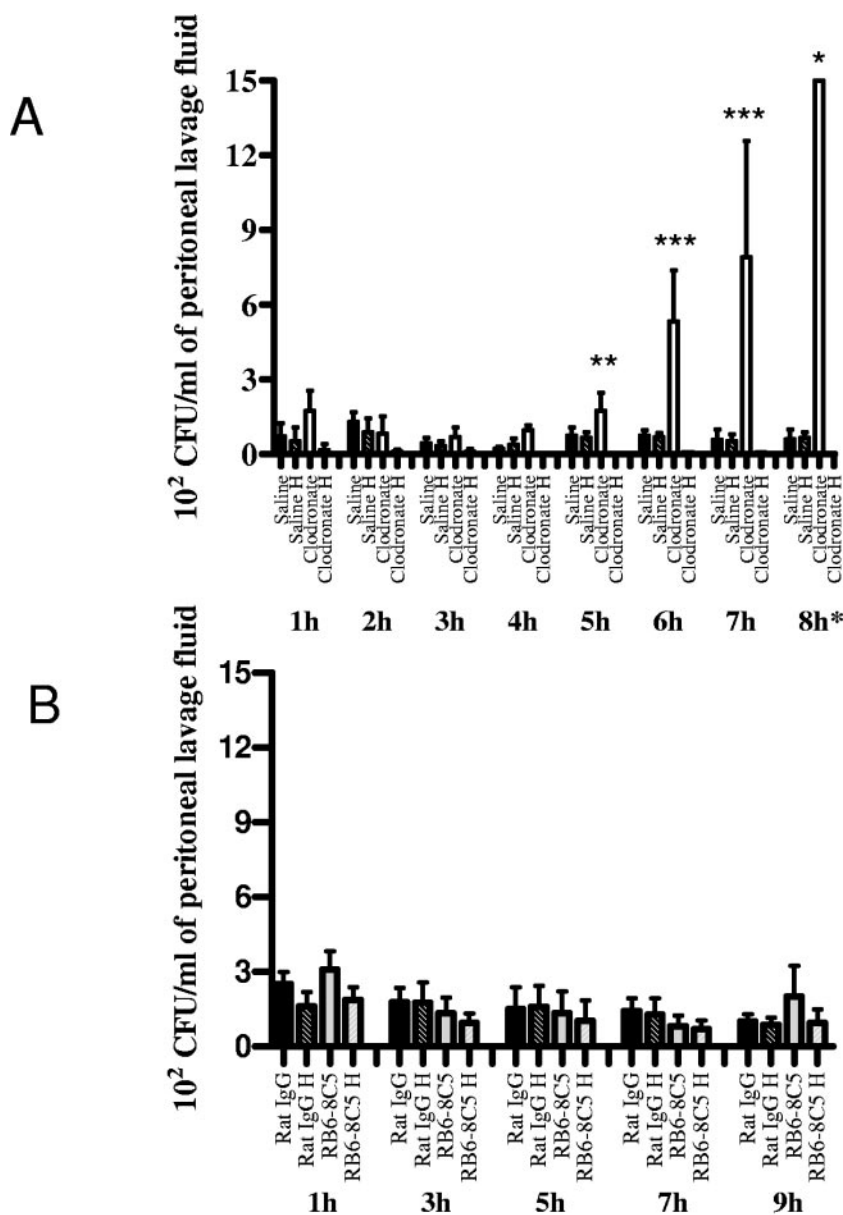 A
10² CFU/ml of peritoneal lavage fluid
15
12
9
6
3
0
**
***
***
*
Saline
Saline H
Clodronate
Clodronate H
Saline
Saline H
Clodronate
Clodronate H
Saline
Saline H
Clodronate
Clodronate H
Saline
Saline H
Clodronate
Clodronate H
Saline
Saline H
Clodronate
Clodronate H
Saline
Saline H
Clodronate
Clodronate H
Saline
Saline H
Clodronate
Clodronate H
Saline
Saline H
Clodronate
Clodronate H
1h 2h 3h 4h 5h 6h 7h 8h*
B
10² CFU/ml of peritoneal lavage fluid
15
12
9
6
3
0
Rat IgG
Rat IgG H
RB6-8C5
RB6-8C5 H
Rat IgG
Rat IgG H
RB6-8C5
RB6-8C5 H
Rat IgG
Rat IgG H
RB6-8C5
RB6-8C5 H
Rat IgG
Rat IgG H
RB6-8C5
RB6-8C5 H
Rat IgG
Rat IgG H
RB6-8C5
RB6-8C5 H
1h 3h 5h 7h 9h